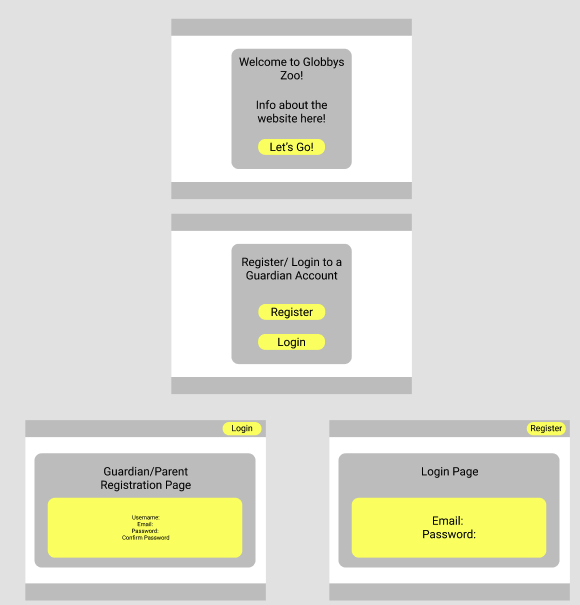 Welcome to Globbys
Zoo!
Info about the
website here!
Let's Go!
Register/ Login to a
Guardian Account
Register
Login
Login
Guardian/Parent
Registration Page
Username:
Email:
Password:
Confirm Password
Register
Login Page
Email:
Password: